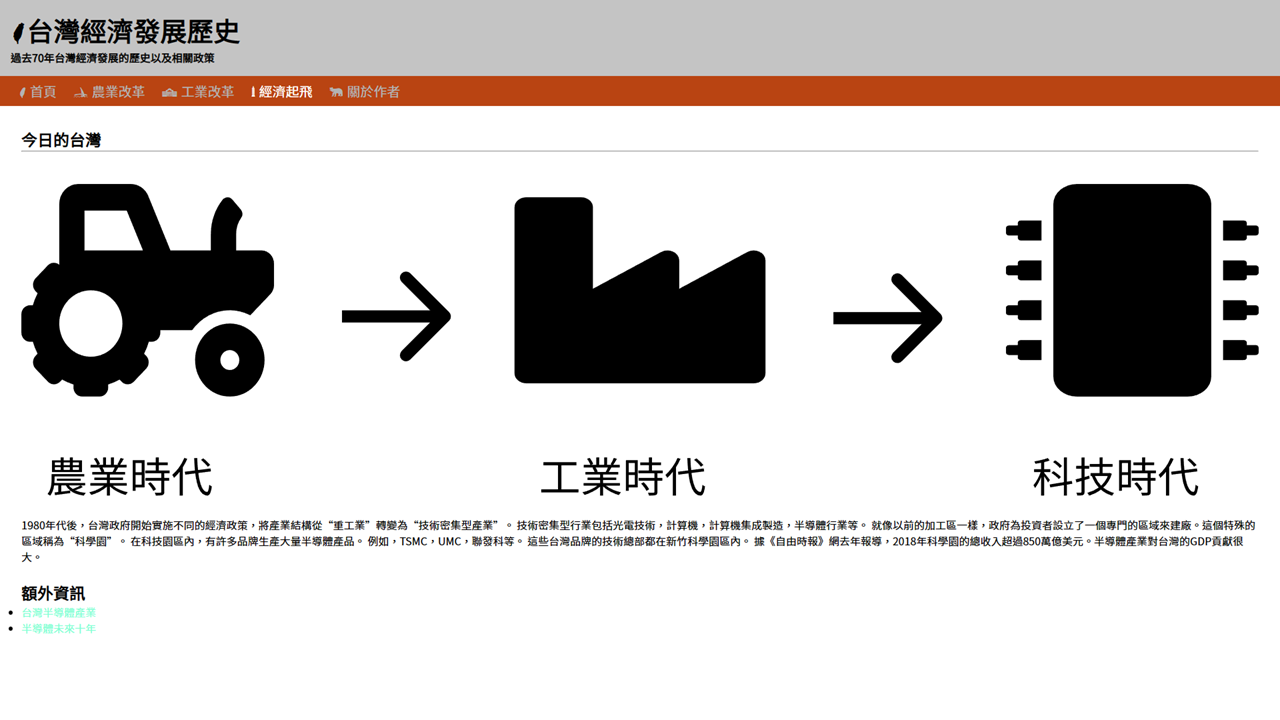 台灣經濟發展歷史
過去70年台灣經濟發展的歷史以及相關政策
首頁 農業改革 工業改革 經濟起飛 關於作者
今日的台灣
農業時代 工業時代 科技時代
1980年代後，台灣政府開始實施不同的經濟政策，將產業結構從“重工業”轉變為“技術密集型產業”。 技術密集型行業包括光電技術，計算機，計算機集成製造，半導體行業等。 就像以前的加工區一樣，政府為投資者設立了一個專門的區域來建廠。這個特殊的
區域稱為“科學園”。 在科技園區內，有許多品牌生產大量半導體產品。 例如，TSMC，UMC，聯發科等。 這些台灣品牌的技術總部都在新竹科學園區內。 據《自由時報》網去年報導，2018年科學園的總收入超過850萬億美元。半導體產業對台灣的GDP貢獻很
大。
額外資訊
台灣半導體產業
半導體未來十年